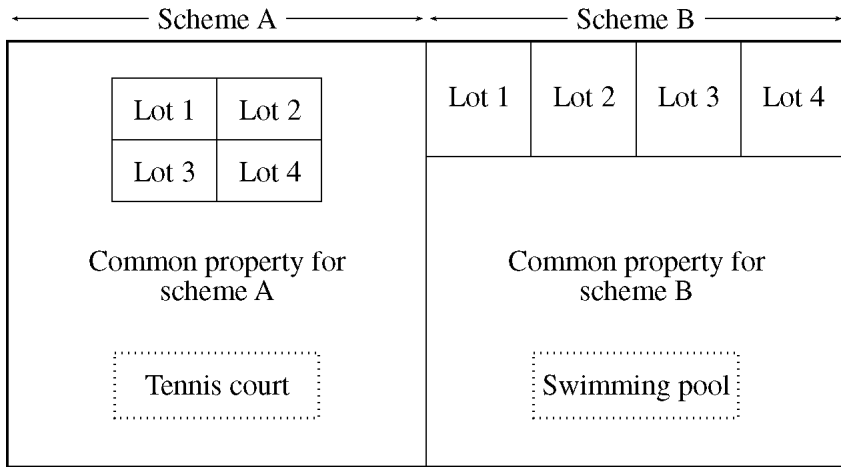 Scheme A
Scheme B
Lot 1
Lot 2
Lot 3
Lot 4
Lot 1
Lot 2
Lot 3
Lot 4
Common property for
scheme A
Common property for
scheme B
Tennis court
Swimming pool